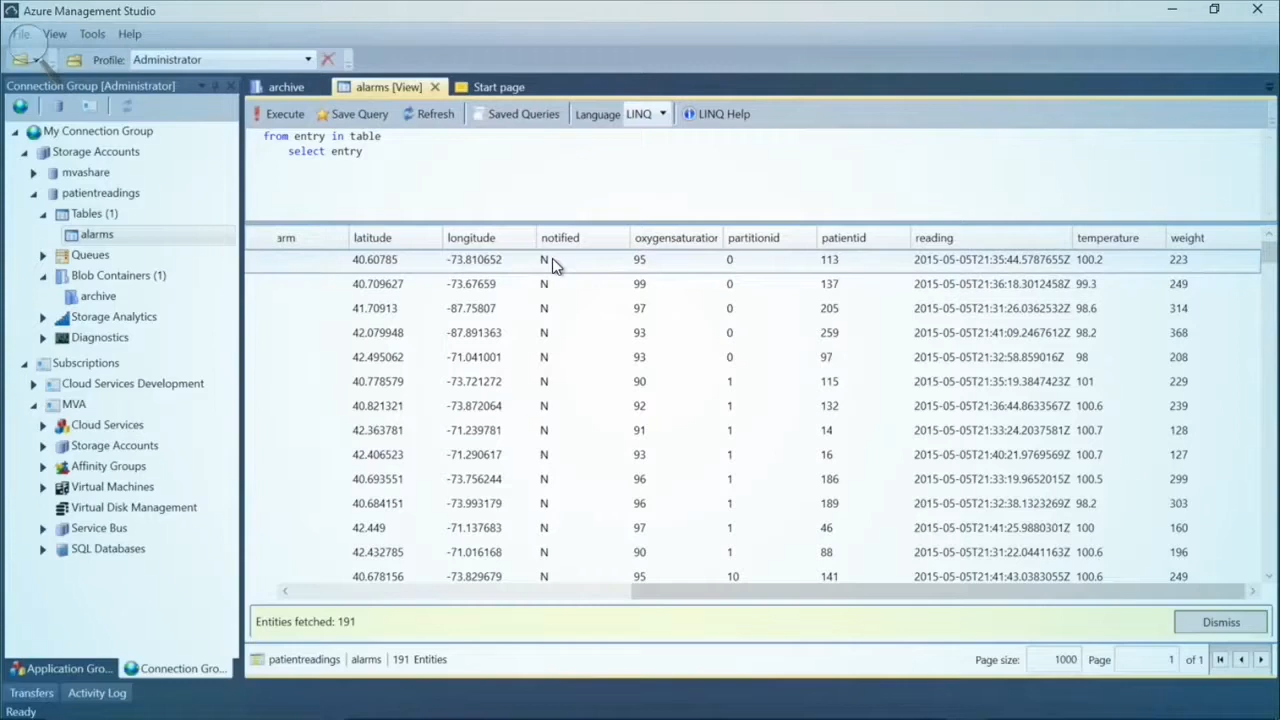 Azure Management Studio
File View Tools Help
Profile: Administrator
Connection Group [Administrator]
archive alarms [View] Start page
Execute Save Query Refresh Saved Queries Language LINQ LINQ Help
from entry in table
select entry
My Connection Group
Storage Accounts
mvashare
patientreadings
Tables (1)
alarms
Queues
Blob Containers (1)
archive
Storage Analytics
Diagnostics
Subscriptions
Cloud Services Development
MVA
Cloud Services
Storage Accounts
Affinity Groups
Virtual Machines
Virtual Disk Management
Service Bus
SQL Databases
arm latitude longitude notified oxygensaturation partitionid patientid reading temperature weight
40.60785 -73.810652 N 95 0 113 2015-05-05T21:35:44.5787655Z 100.2 223
40.709627 -73.67659 N 99 0 137 2015-05-05T21:36:18.3012458Z 99.3 249
41.70913 -87.75807 N 97 0 205 2015-05-05T21:31:26.0362532Z 98.6 314
42.079948 -87.891363 N 93 0 259 2015-05-05T21:41:09.2467612Z 98.2 368
42.495062 -71.041001 N 93 0 97 2015-05-05T21:32:58.859016Z 98 208
40.778579 -73.721272 N 90 1 115 2015-05-05T21:35:19.3847423Z 101 229
40.821321 -73.872064 N 92 1 132 2015-05-05T21:36:44.8633567Z 100.6 239
42.363781 -71.239781 N 91 1 14 2015-05-05T21:33:24.2037581Z 100.7 128
42.406523 -71.290617 N 93 1 16 2015-05-05T21:40:21.9769569Z 100.7 127
40.693551 -73.756244 N 96 1 186 2015-05-05T21:33:19.9652015Z 100.5 299
40.684151 -73.993179 N 96 1 189 2015-05-05T21:32:38.1323269Z 98.2 303
42.449 -71.137683 N 97 1 46 2015-05-05T21:41:25.9880301Z 100 160
42.432785 -71.016168 N 90 1 88 2015-05-05T21:31:22.0441163Z 100.6 196
40.678156 -73.829679 N 95 10 141 2015-05-05T21:41:43.0383055Z 100.6 249
Entities fetched: 191 Dismiss
patientreadings alarms 191 Entities Page size: 1000 Page 1 of 1
Application Gro... Connection Gro...
Transfers Activity Log
Ready